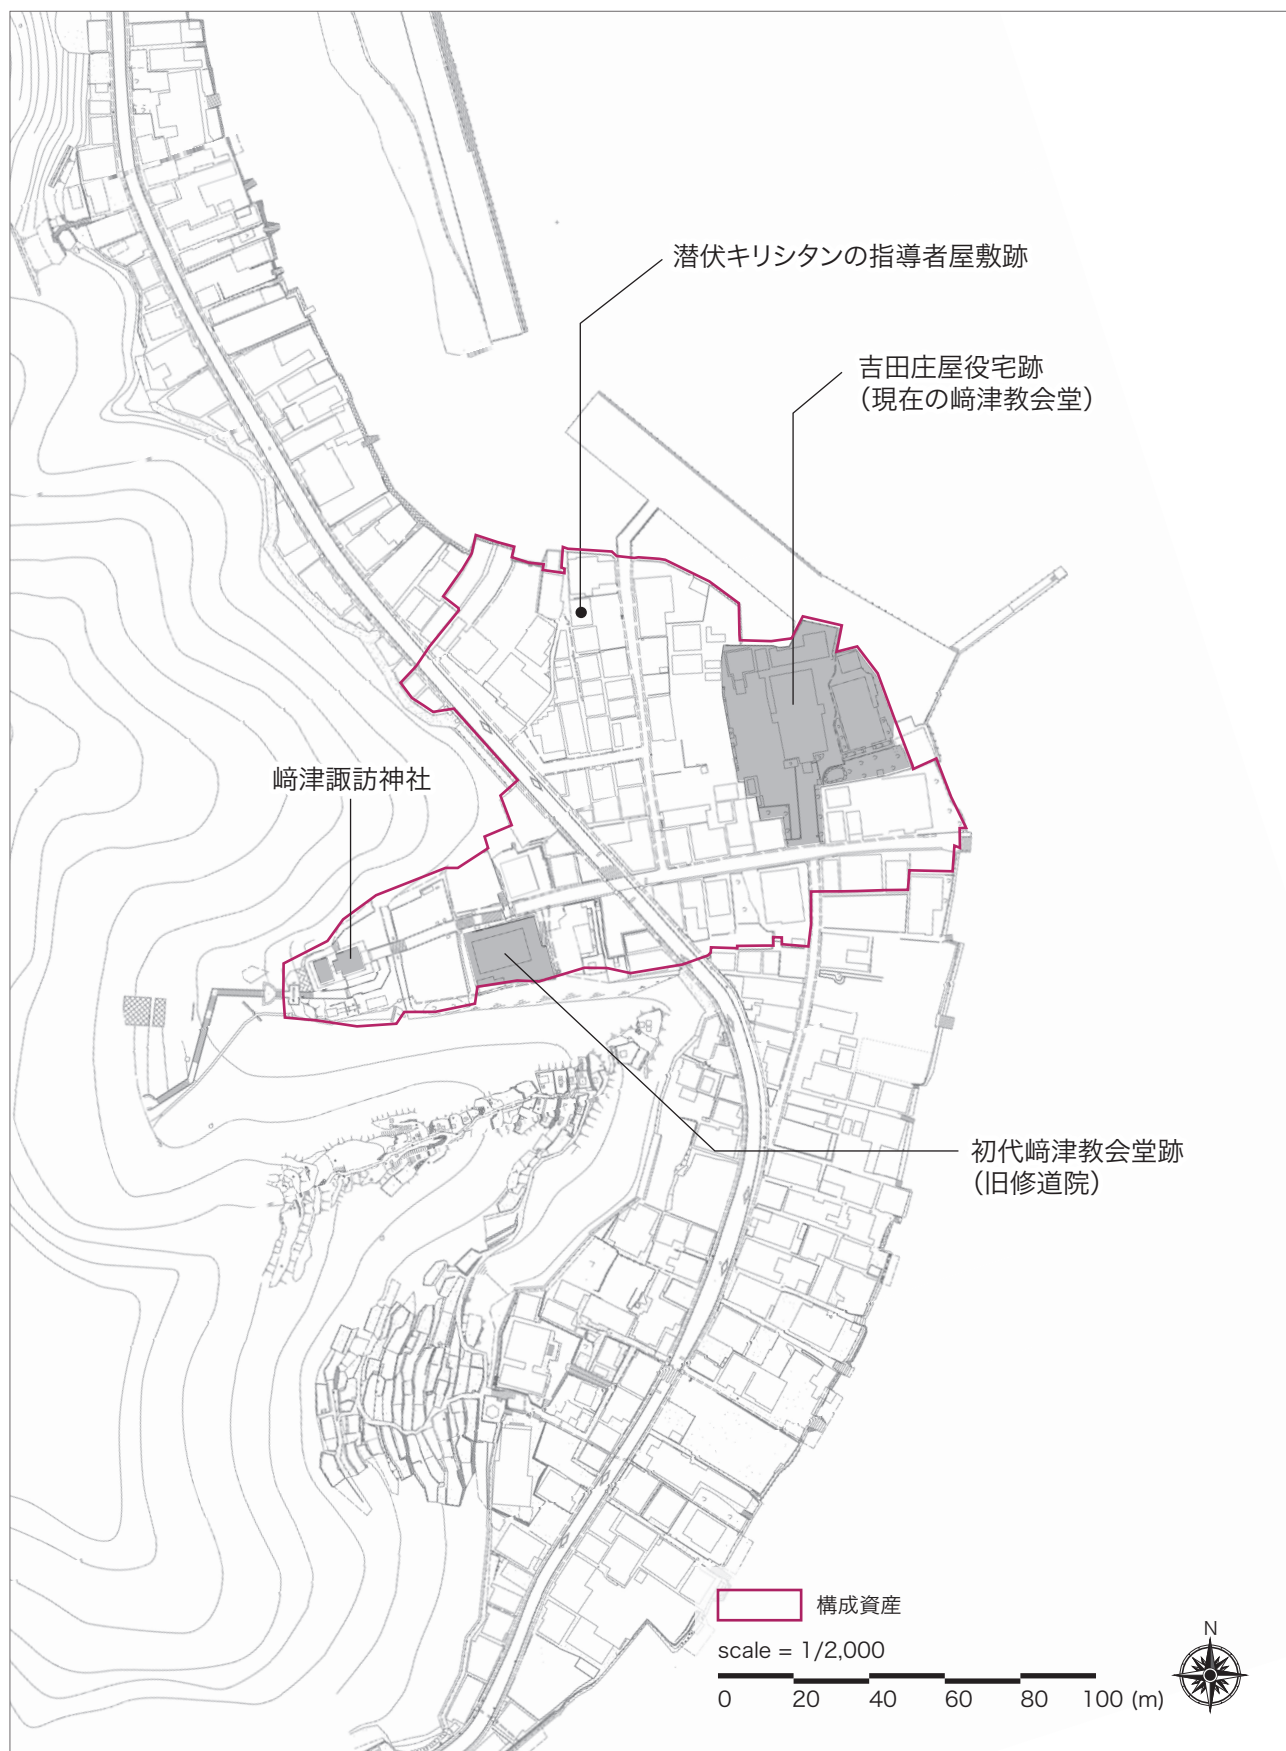 潜伏キリシタンの指導者屋敷跡
吉田庄屋役宅跡
（現在の﨑津教会堂）
﨑津諏訪神社
初代﨑津教会堂跡
（旧修道院）
構成資産
scale = 1/2,000
0 20 40 60 80 100 (m)
N